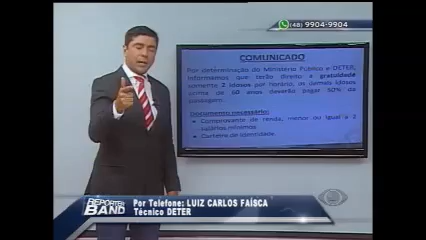 (48) 9904-9904
COMUNICADO
Por determinação do Ministério Público e DETER,
informamos que terão direito a gratuidade
somente 2 idosos por horário, os demais idosos
acima de 60 anos deverão pagar 50% da
passagem.
Documento necessário:
• Comprovante de renda, menor ou igual a 2
salários mínimos
• Carteira de identidade.
REPÓRTER
BAND
Por Telefone: LUIZ CARLOS FAÍSCA
Técnico DETER